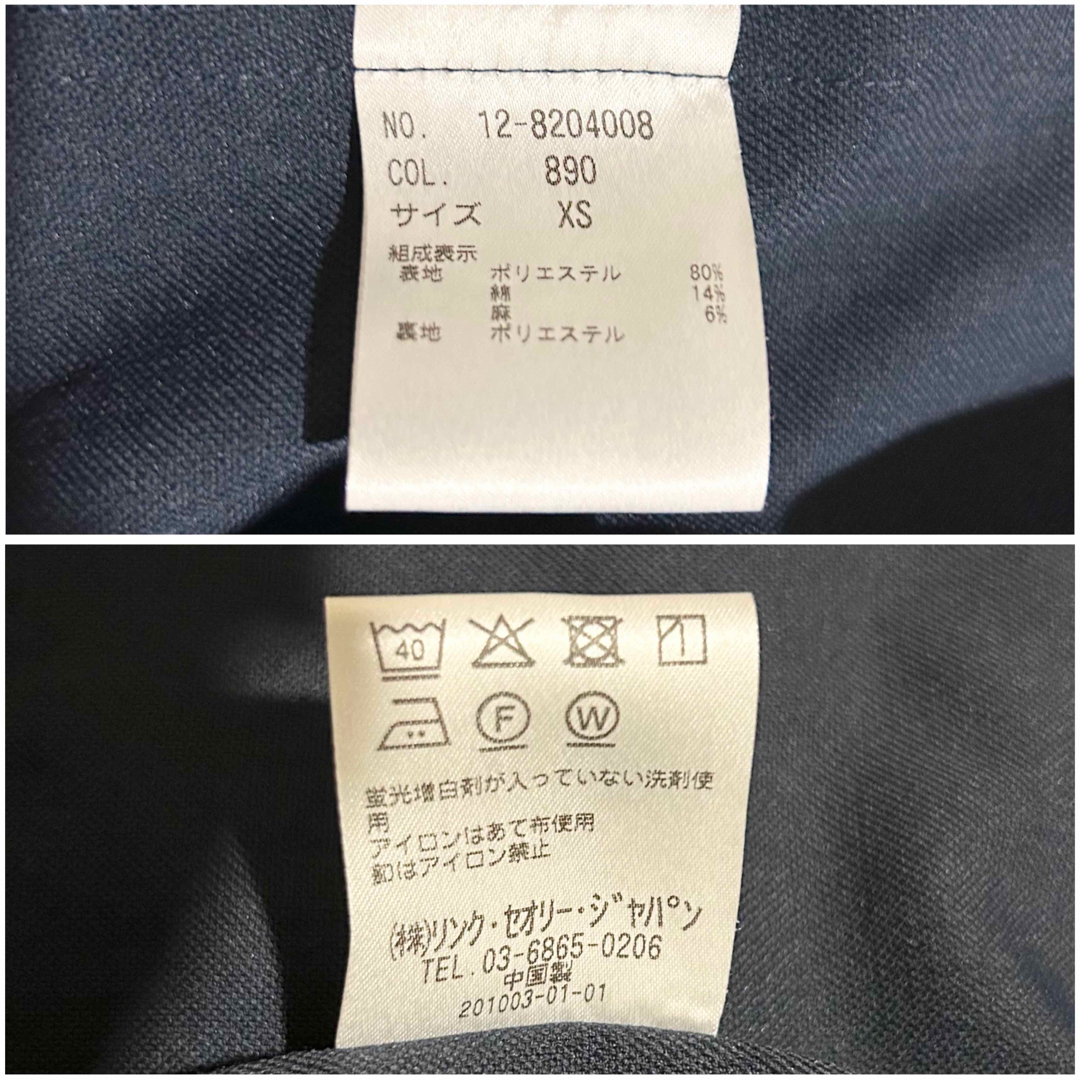 NO. 12-8204008
COL. 890
サイズ XS
組成表示
表地 ポリエステル 80%
綿 14%
麻 6%
裏地 ポリエステル
40
F W
蛍光増白剤が入っていない洗剤使
用
アイロンはあて布使用
釦はアイロン禁止
(株)リンク・セオリー・ジャパン
TEL. 03-6865-0206
中国製
201003-01-01